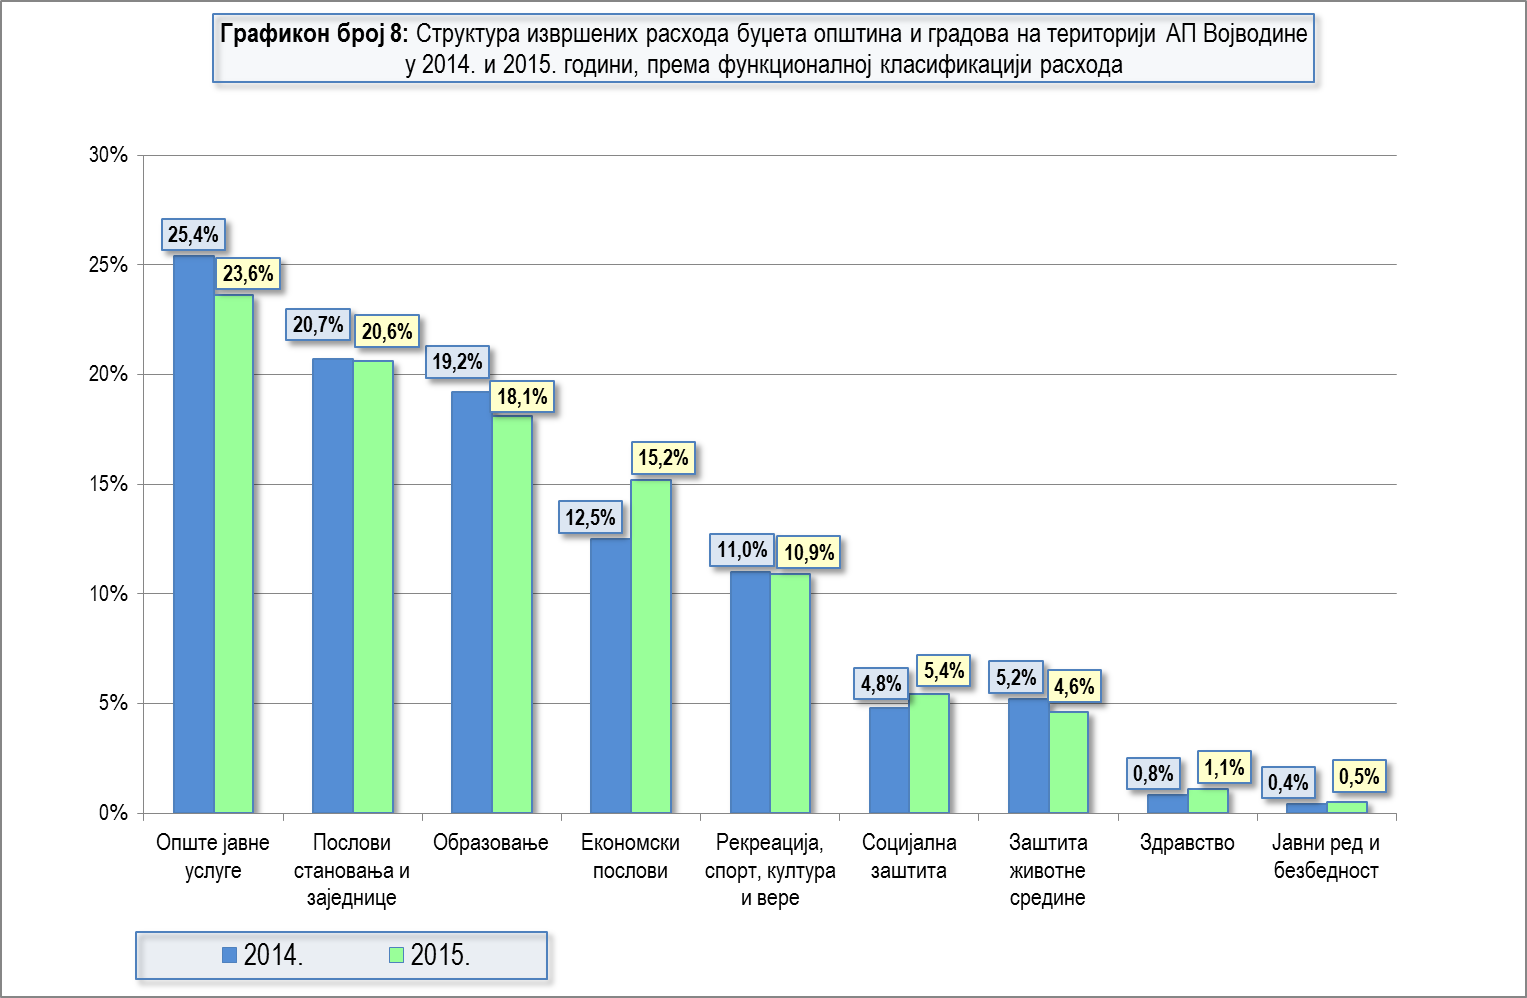 Графикон број 8: Структура извршених расхода буџета општина и градова на територији АП Војводине
у 2014. и 2015. години, према функционалној класификацији расхода
30%
25%
20%
15%
10%
5%
0%
25,4%
23,6%
20,7%
20,6%
19,2%
18,1%
12,5%
15,2%
11,0%
10,9%
4,8%
5,4%
5,2%
4,6%
0,8%
1,1%
0,4%
0,5%
Опште јавне
услуге
Послови
становања и
заједнице
Образовање
Економски
послови
Рекреација,
спорт, култура
и вере
Социјална
заштита
Заштита
животне
средине
Здравство
Јавни ред и
безбедност
2014.
2015.